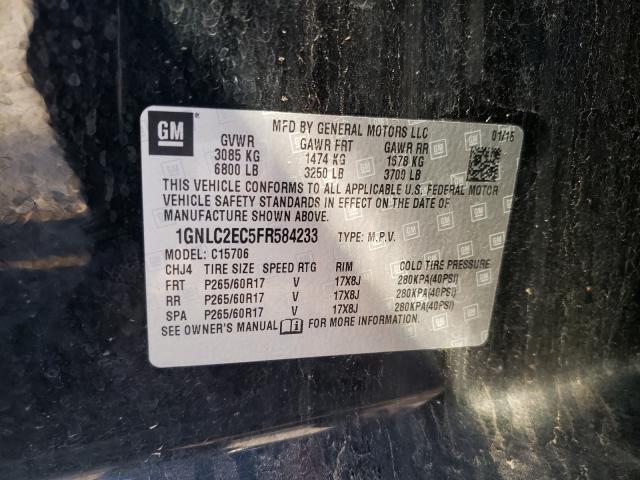 GM
MFD BY GENERAL MOTORS LLC 01/15
GVWR GAWR FRT GAWR RR
3085 KG 1474 KG 1678 KG
6800 LB 3250 LB 3700 LB
THIS VEHICLE CONFORMS TO ALL APPLICABLE U.S. FEDERAL MOTOR
VEHICLE SAFETY STANDARDS IN EFFECT ON THE DATE OF
MANUFACTURE SHOWN ABOVE.
1GNLC2EC5FR584233 TYPE: M.P.V.
MODEL: C15706
CHJ4 TIRE SIZE SPEED RTG RIM COLD TIRE PRESSURE
FRT P265/60R17 V 17X8J 280KPA(40PSI)
RR P265/60R17 V 17X8J 280KPA(40PSI)
SPA P265/60R17 V 17X8J 280KPA(40PSI)
SEE OWNER'S MANUAL FOR MORE INFORMATION.